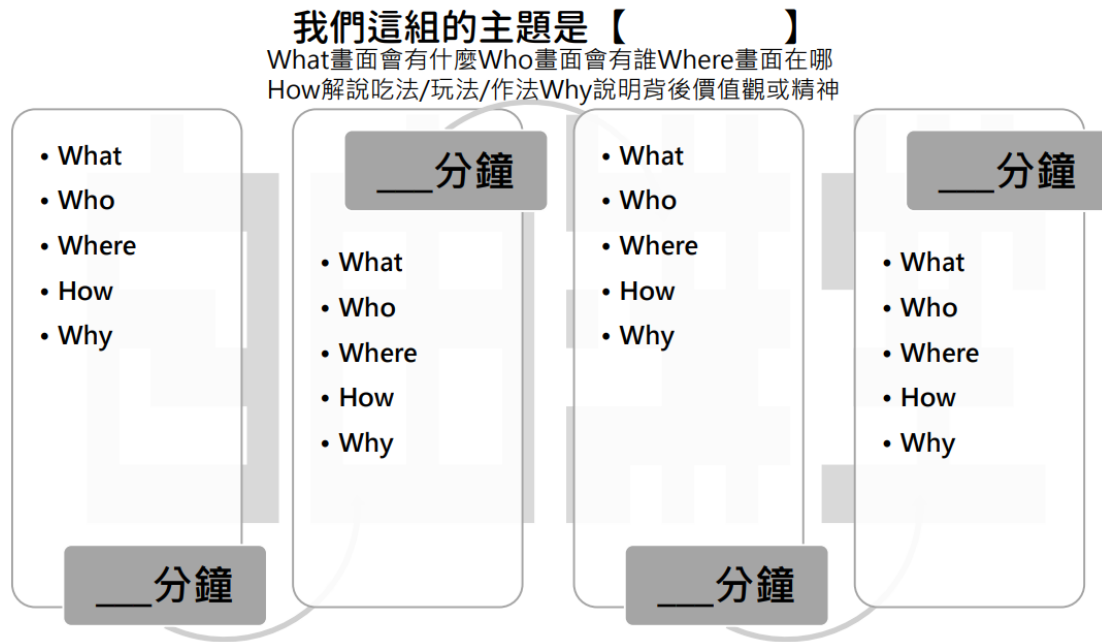 我們這組的主題是【 】
What畫面會有什麼Who畫面會有誰Where畫面在哪
How解說吃法/玩法/作法Why說明背後價值觀或精神
• What
• Who
• Where
• How
• Why
___分鐘
___分鐘
• What
• Who
• Where
• How
• Why
• What
• Who
• Where
• How
• Why
___分鐘
___分鐘
• What
• Who
• Where
• How
• Why